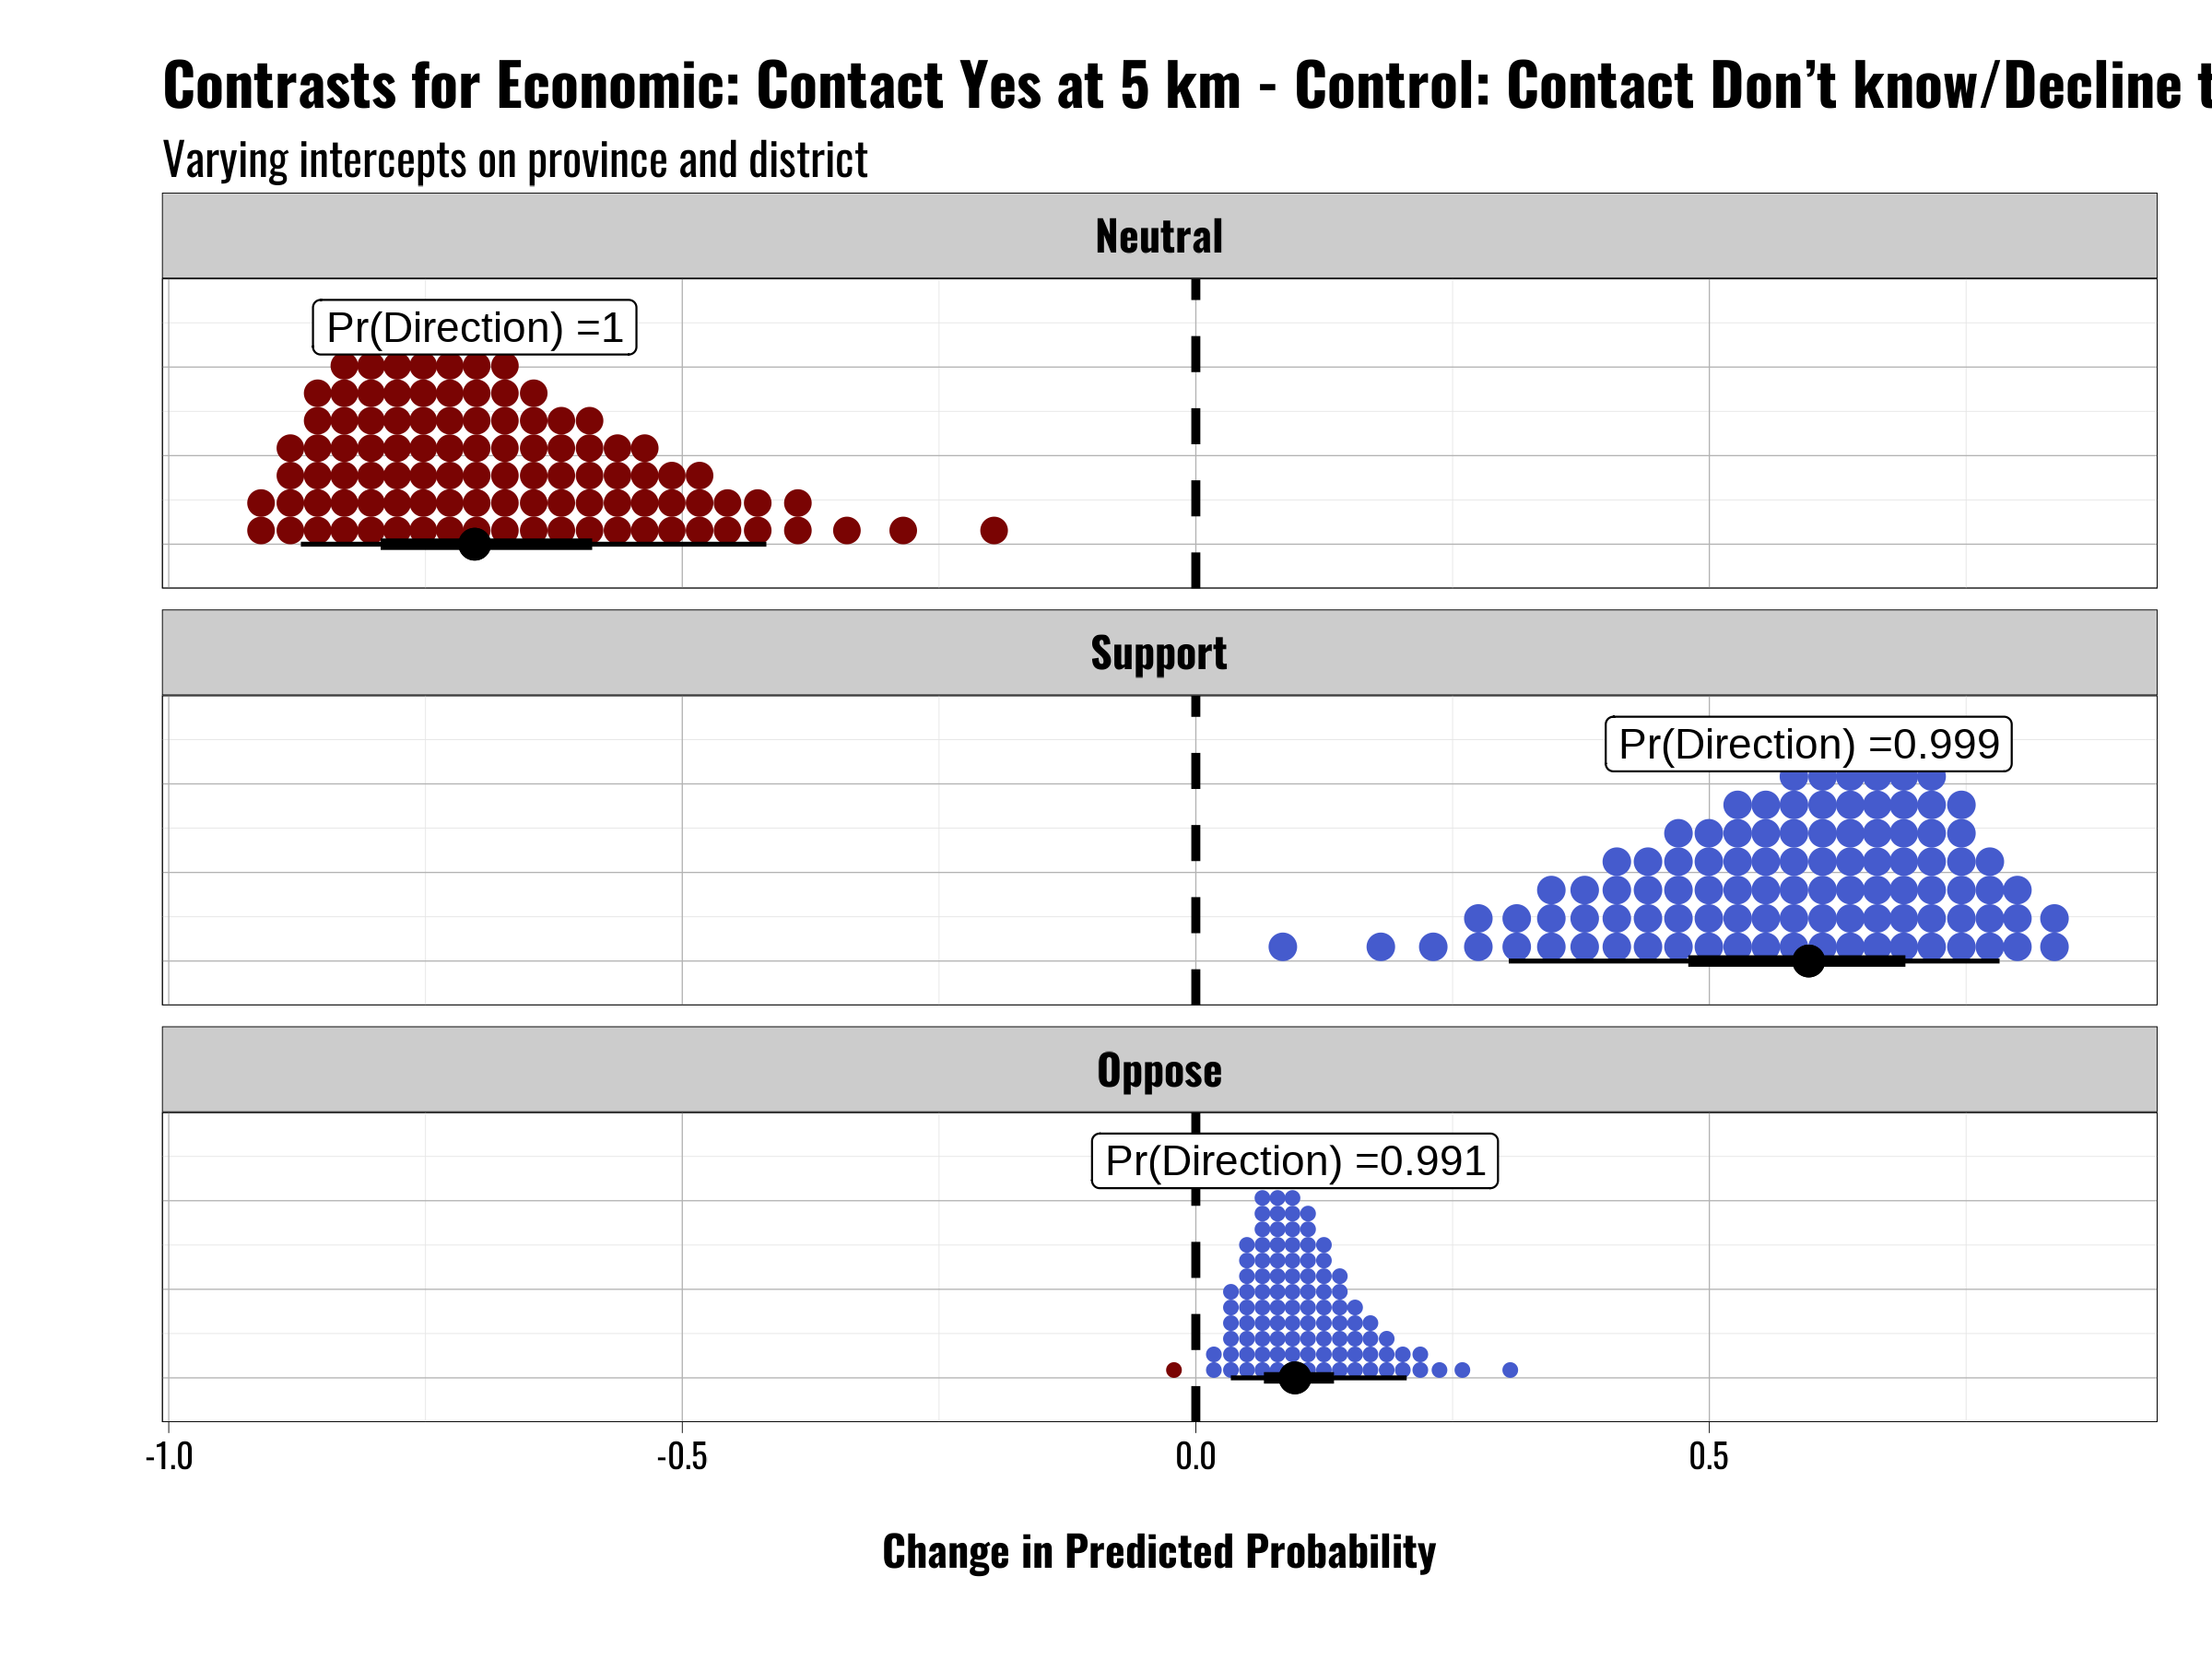 Contrasts for Economic: Contact Yes at 5 km - Control: Contact Don’t know/Decline
Varying intercepts on province and district
Neutral
Pr(Direction) =1
Support
Pr(Direction) =0.999
Oppose
Pr(Direction) =0.991
-1.0 -0.5 0.0 0.5
Change in Predicted Probability